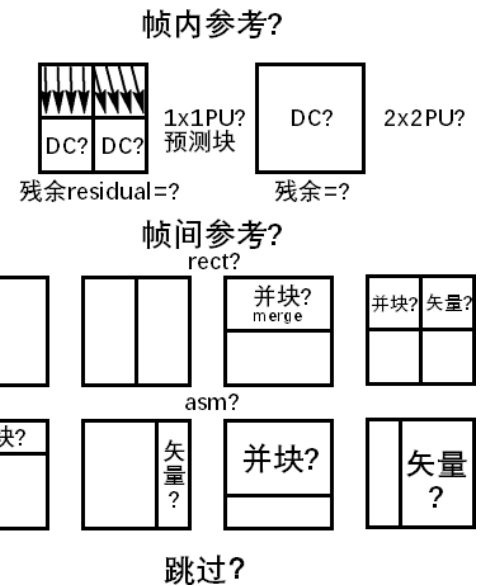 帧内参考?
DC? DC?
1x1PU?
预测块
DC?
2x2PU?
残余residual=?
残余=?
帧间参考?
rect?
并块?
merge
并块? 矢量?
asm?
块?
矢量?
并块?
矢量?
跳过?